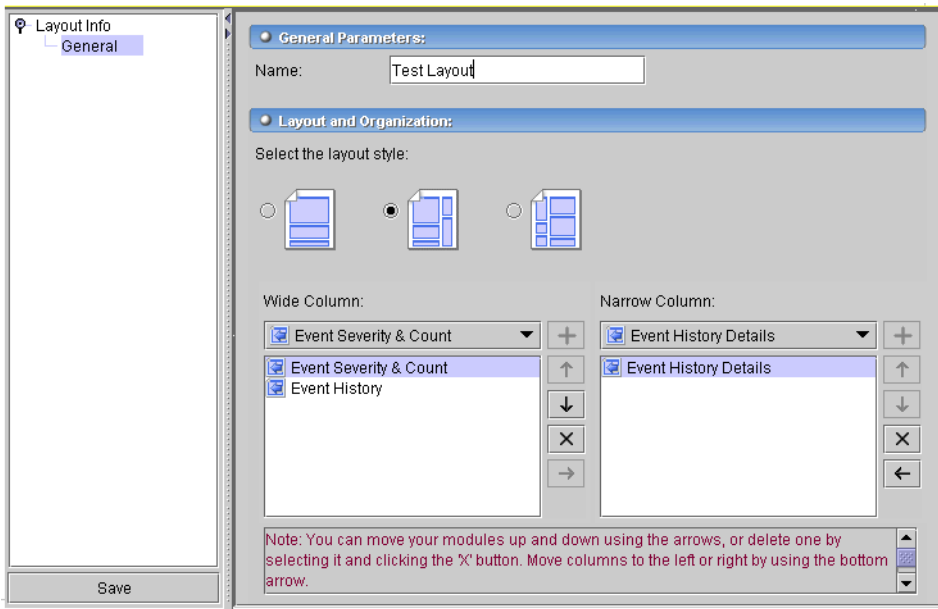 Layout Info
General
Save
General Parameters:
Name: Test Layout
Layout and Organization:
Select the layout style:
Wide Column:
Event Severity & Count
Event Severity & Count
Event History
Narrow Column:
Event History Details
Event History Details
Note: You can move your modules up and down using the arrows, or delete one by
selecting it and clicking the 'X' button. Move columns to the left or right by using the bottom
arrow.